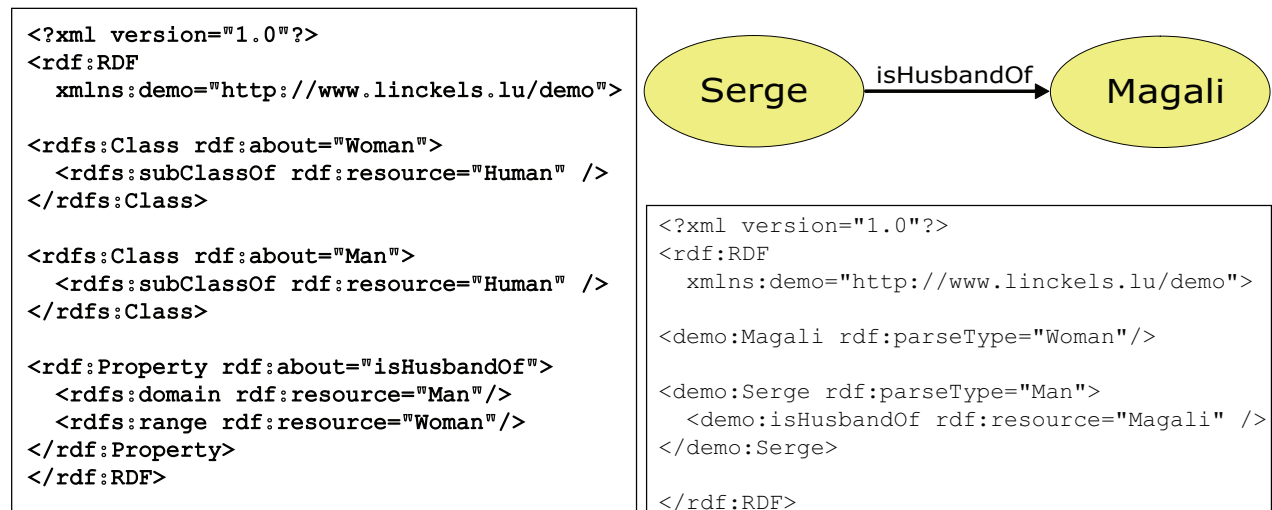 <?xml version="1.0"?>
<rdf:RDF
  xmlns:demo="http://www.linckels.lu/demo">
<rdfs:Class rdf:about="Woman">
  <rdfs:subClassOf rdf:resource="Human" />
</rdfs:Class>
<rdfs:Class rdf:about="Man">
  <rdfs:subClassOf rdf:resource="Human" />
</rdfs:Class>
<rdf:Property rdf:about="isHusbandOf">
  <rdfs:domain rdf:resource="Man"/>
  <rdfs:range rdf:resource="Woman"/>
</rdf:Property>
</rdf:RDF>
Serge
isHusbandOf
Magali
<?xml version="1.0"?>
<rdf:RDF
  xmlns:demo="http://www.linckels.lu/demo">
<demo:Magali rdf:parseType="Woman"/>
<demo:Serge rdf:parseType="Man">
  <demo:isHusbandOf rdf:resource="Magali" />
</demo:Serge>
</rdf:RDF>